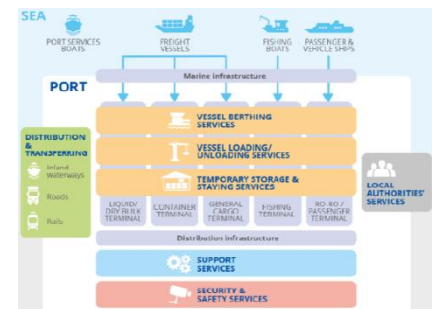 SEA
PORT SERVICES
BOATS
FREIGHT
VESSELS
FISHING
BOATS
PASSENGER &
VEHICLE SHIPS
Marine infrastructure
PORT
VESSEL BERTHING
SERVICES
VESSEL LOADING/
UNLOADING SERVICES
TEMPORARY STORAGE &
STAYING SERVICES
DISTRIBUTION
&
TRANSFERRING
Inland
waterways
Roads
Rails
LOCAL
AUTHORITIES'
SERVICES
LIQUID/
DRY BULK
TERMINAL
CONTAINER
TERMINAL
GENERAL
CARGO
TERMINAL
FISHING
TERMINAL
RO-RO /
PASSENGER
TERMINAL
Distribution infrastructure
SUPPORT
SERVICES
SECURITY &
SAFETY SERVICES